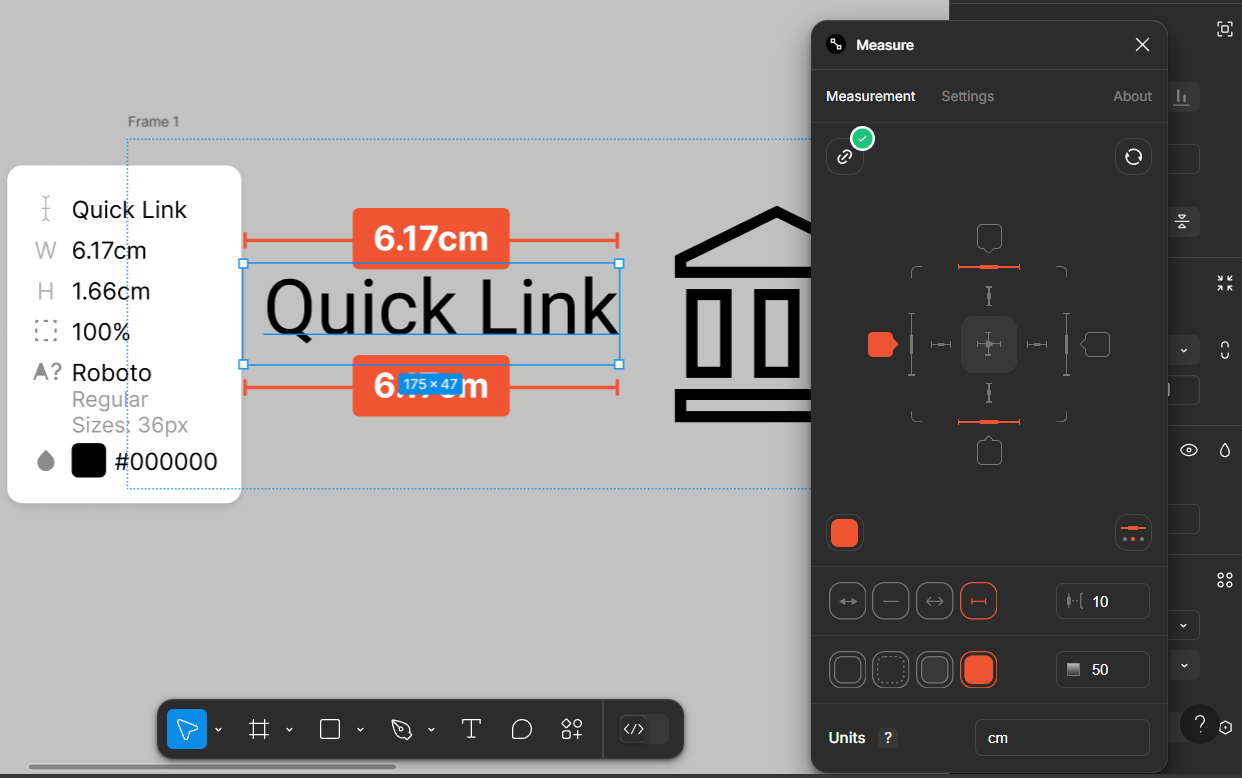 Frame 1
Quick Link
W 6.17cm
H 1.66cm
100%
A? Roboto
Regular
Sizes: 36px
#000000
6.17cm
Quick Link
175 × 47
Measure
Measurement Settings About
10
50
Units ? cm
?